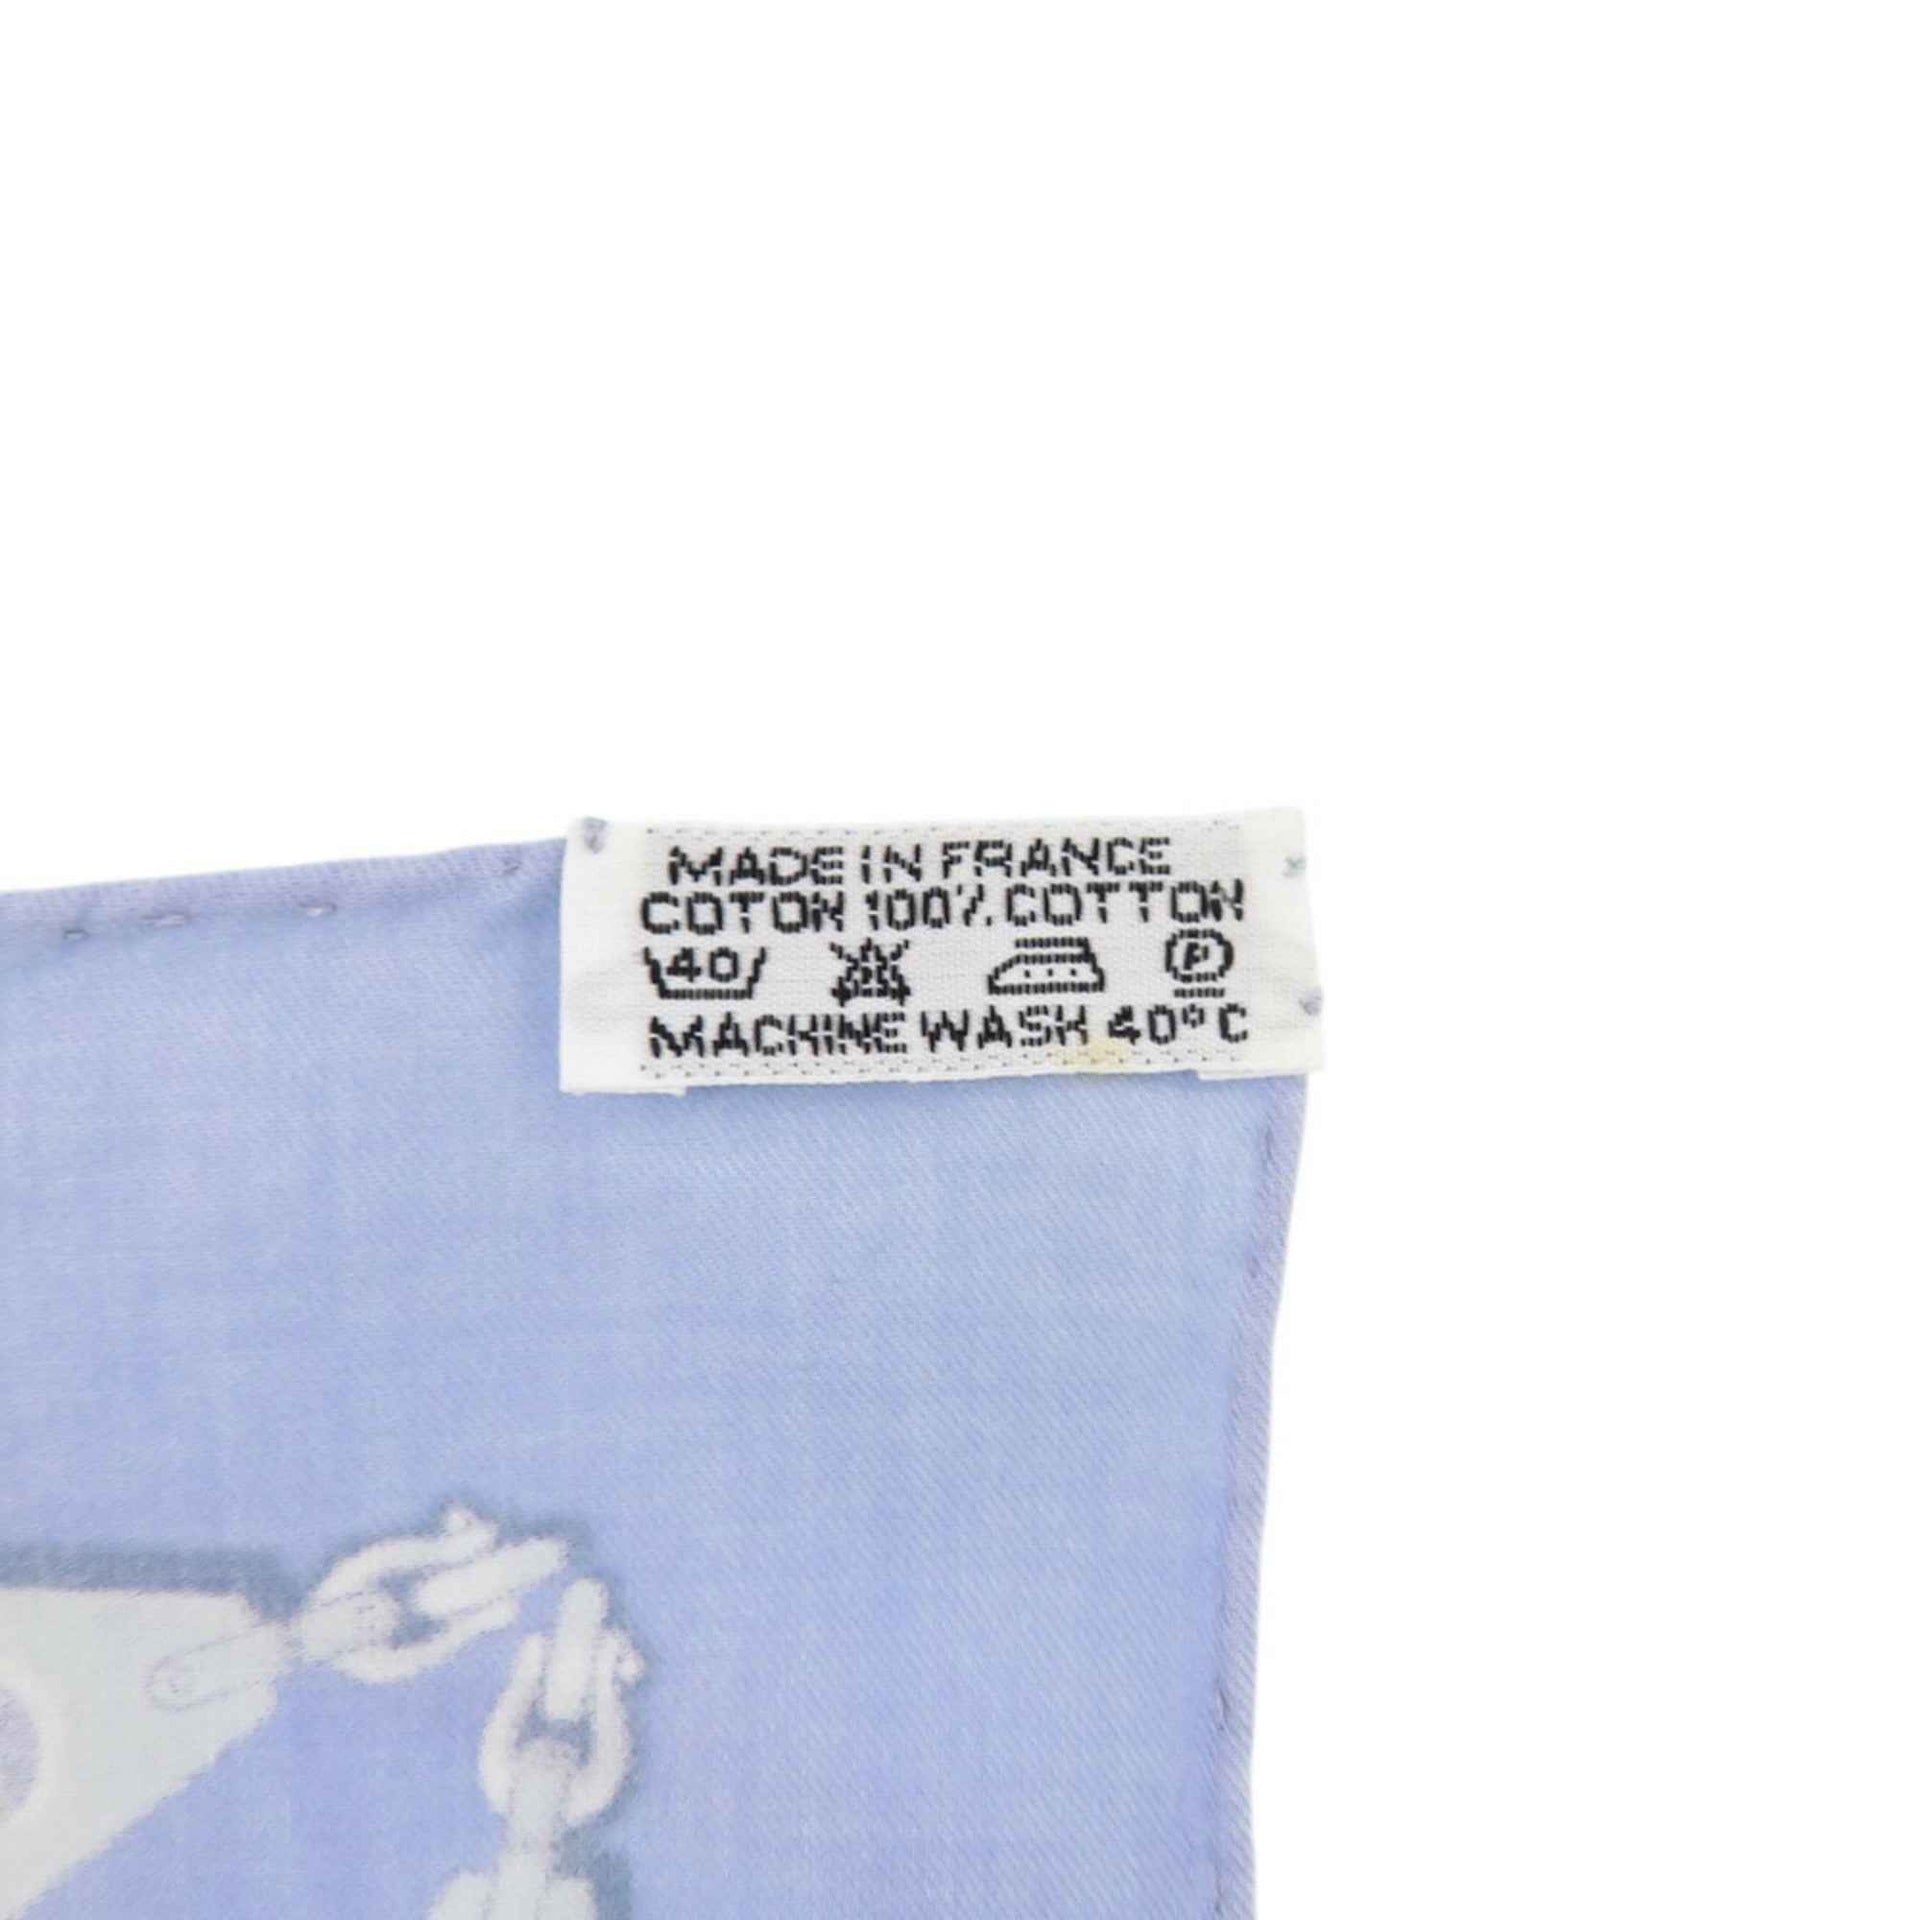 MADE IN FRANCE
COTON 100% COTTON
40 P
MACHINE WASH 40°C